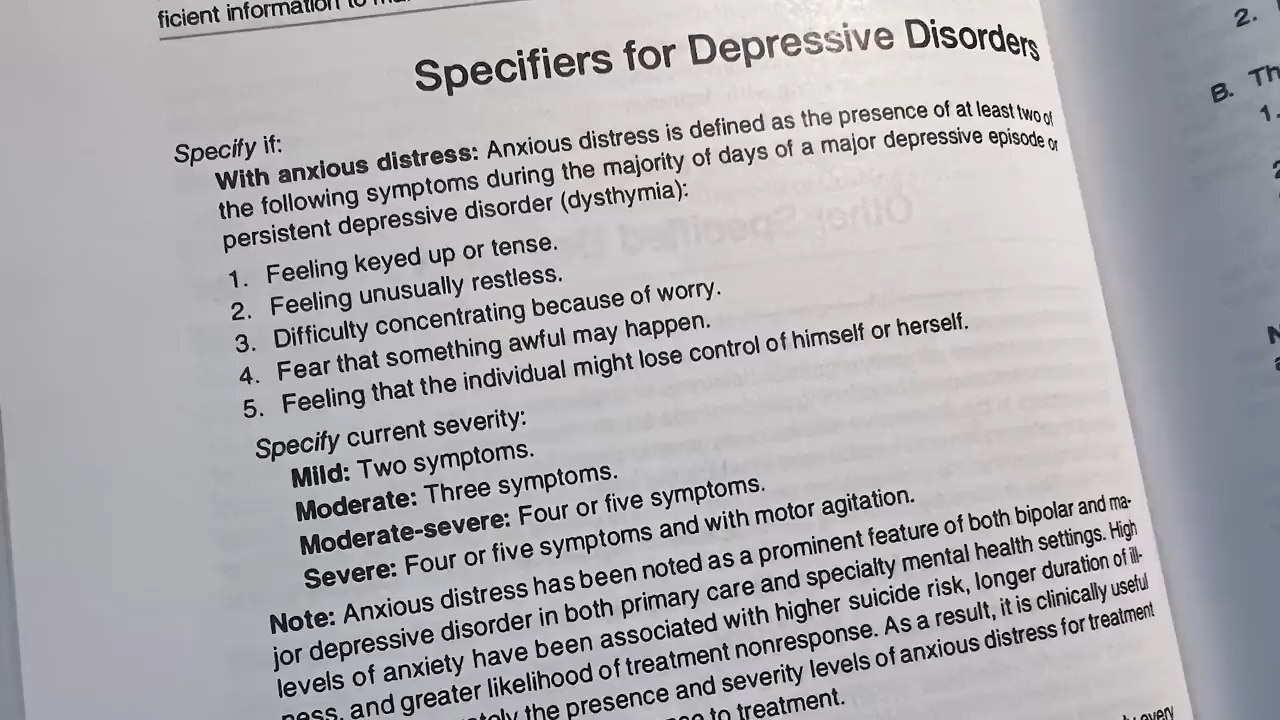 ficient information to
Specifiers for Depressive Disorders
Specify if:
With anxious distress: Anxious distress is defined as the presence of at least two of
the following symptoms during the majority of days of a major depressive episode or
persistent depressive disorder (dysthymia):
1. Feeling keyed up or tense.
2. Feeling unusually restless.
3. Difficulty concentrating because of worry.
4. Fear that something awful may happen.
5. Feeling that the individual might lose control of himself or herself.
Specify current severity:
Mild: Two symptoms.
Moderate: Three symptoms.
Moderate-severe: Four or five symptoms.
Severe: Four or five symptoms and with motor agitation.
Note: Anxious distress has been noted as a prominent feature of both bipolar and ma-
jor depressive disorder in both primary care and specialty mental health settings. High
levels of anxiety have been associated with higher suicide risk, longer duration of ill-
ness, and greater likelihood of treatment nonresponse. As a result, it is clinically useful
the presence and severity levels of anxious distress for treatment
to treatment.
every
2.
B. Th
1.